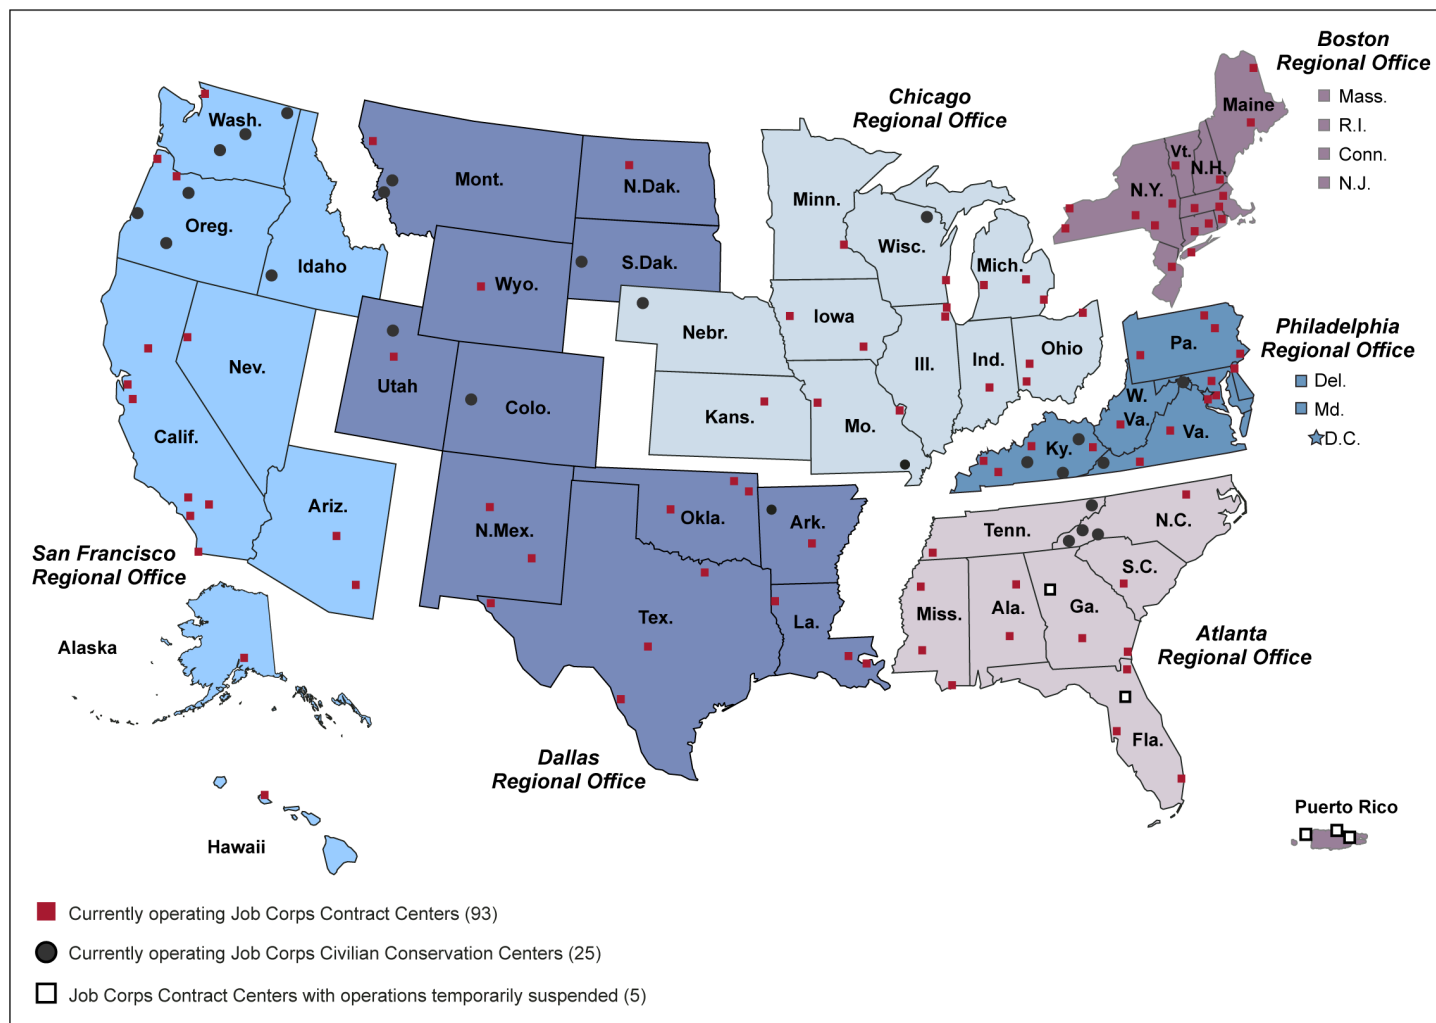 Boston
Regional Office
Mass.
R.I.
Conn.
N.J.
Maine
Vt.
N.H.
N.Y.
Chicago
Regional Office
Wash.
Mont.
N.Dak.
Minn.
Oreg.
Idaho
S.Dak.
Wisc.
Mich.
Wyo.
Iowa
Nebr.
Ill.
Ind.
Ohio
Pa.
Philadelphia
Regional Office
Del.
Md.
D.C.
Nev.
Utah
Colo.
Kans.
Mo.
W.
Va.
Va.
Ky.
Calif.
Ariz.
N.Mex.
Okla.
Ark.
Tenn.
N.C.
S.C.
San Francisco
Regional Office
Tex.
La.
Miss.
Ala.
Ga.
Atlanta
Regional Office
Alaska
Fla.
Dallas
Regional Office
Hawaii
Puerto Rico
Currently operating Job Corps Contract Centers (93)
Currently operating Job Corps Civilian Conservation Centers (25)
Job Corps Contract Centers with operations temporarily suspended (5)